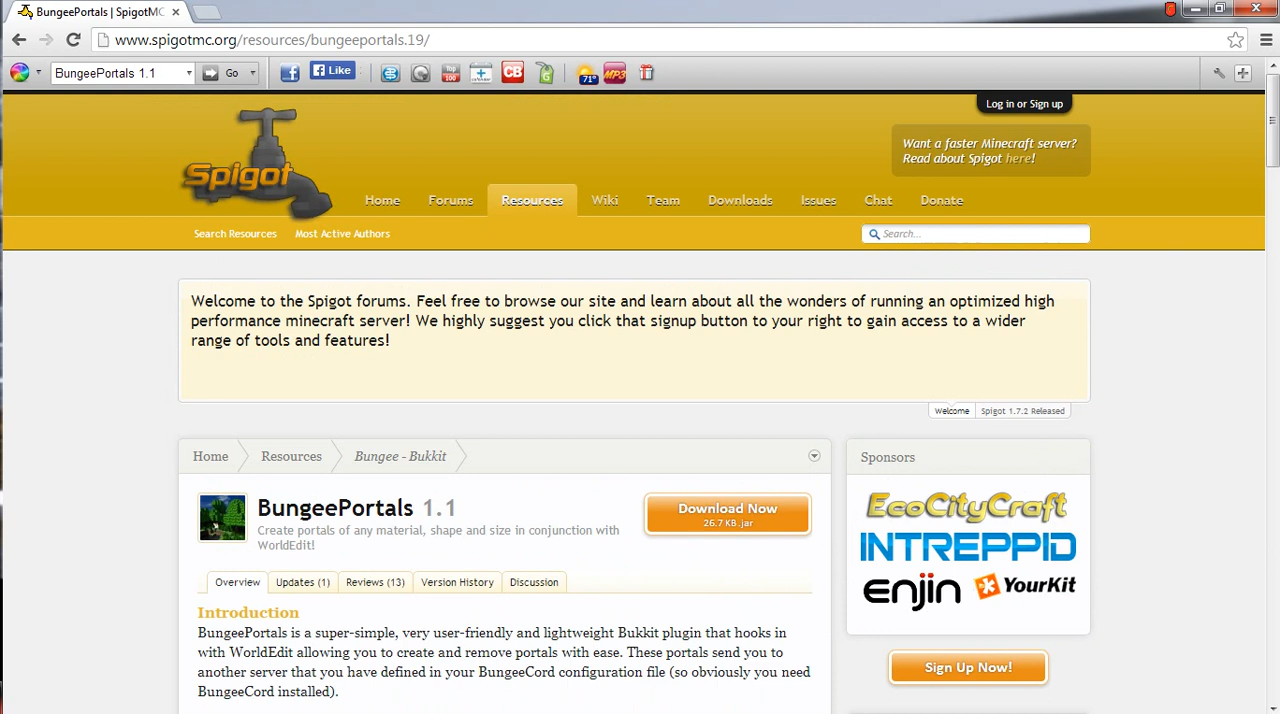 BungeePortals | SpigotMC
www.spigotmc.org/resources/bungeeportals.19/
BungeePortals 1.1
Go
Like
TOP 100
CB
71°
MP3
Log in or Sign up
Want a faster Minecraft server?
Read about Spigot here!
Spigot
Home Forums Resources Wiki Team Downloads Issues Chat Donate
Search Resources Most Active Authors
Search...
Welcome to the Spigot forums. Feel free to browse our site and learn about all the wonders of running an optimized high
performance minecraft server! We highly suggest you click that signup button to your right to gain access to a wider
range of tools and features!
Welcome Spigot 1.7.2 Released
Home Resources Bungee - Bukkit
BungeePortals 1.1
Create portals of any material, shape and size in conjunction with
WorldEdit!
Download Now
26.7 KB .jar
Overview Updates (1) Reviews (13) Version History Discussion
Introduction
BungeePortals is a super-simple, very user-friendly and lightweight Bukkit plugin that hooks in
with WorldEdit allowing you to create and remove portals with ease. These portals send you to
another server that you have defined in your BungeeCord configuration file (so obviously you need
BungeeCord installed).
Sponsors
EcoCityCraft
INTREPPID
enjin YourKit
Sign Up Now!